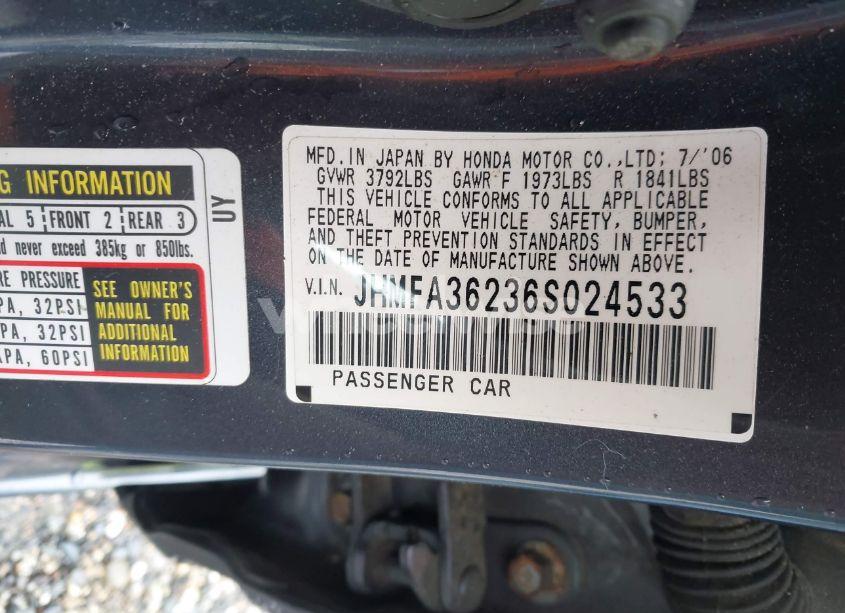 G INFORMATION
AL 5 FRONT 2 REAR 3
d never exceed 385kg or 850lbs.
RE PRESSURE
PA, 32PSI
PA, 32PSI
APA, 60PSI
SEE OWNER'S
MANUAL FOR
ADDITIONAL
INFORMATION
UY
MFD.IN JAPAN BY HONDA MOTOR CO.,LTD; 7/'06
GVWR 3792LBS GAWR F 1973LBS R 1841LBS
THIS VEHICLE CONFORMS TO ALL APPLICABLE
FEDERAL MOTOR VEHICLE SAFETY, BUMPER,
AND THEFT PREVENTION STANDARDS IN EFFECT
ON THE DATE OF MANUFACTURE SHOWN ABOVE.
V.I.N. JHMFA36236S024533
PASSENGER CAR